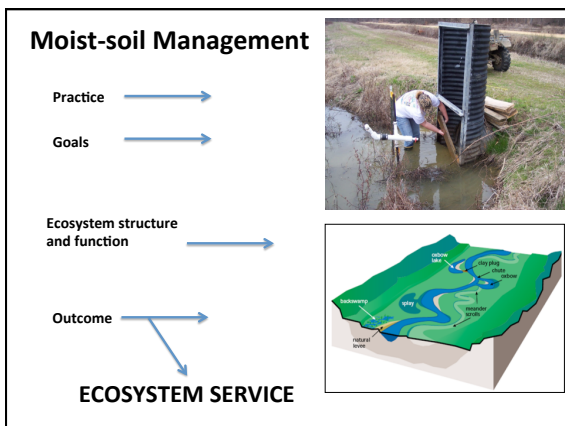 Moist-soil Management
Practice
Goals
Ecosystem structure
and function
Outcome
ECOSYSTEM SERVICE
oxbow
lake
clay plug
chute
oxbow
backswamp
splay
meander
scrolls
natural
levee